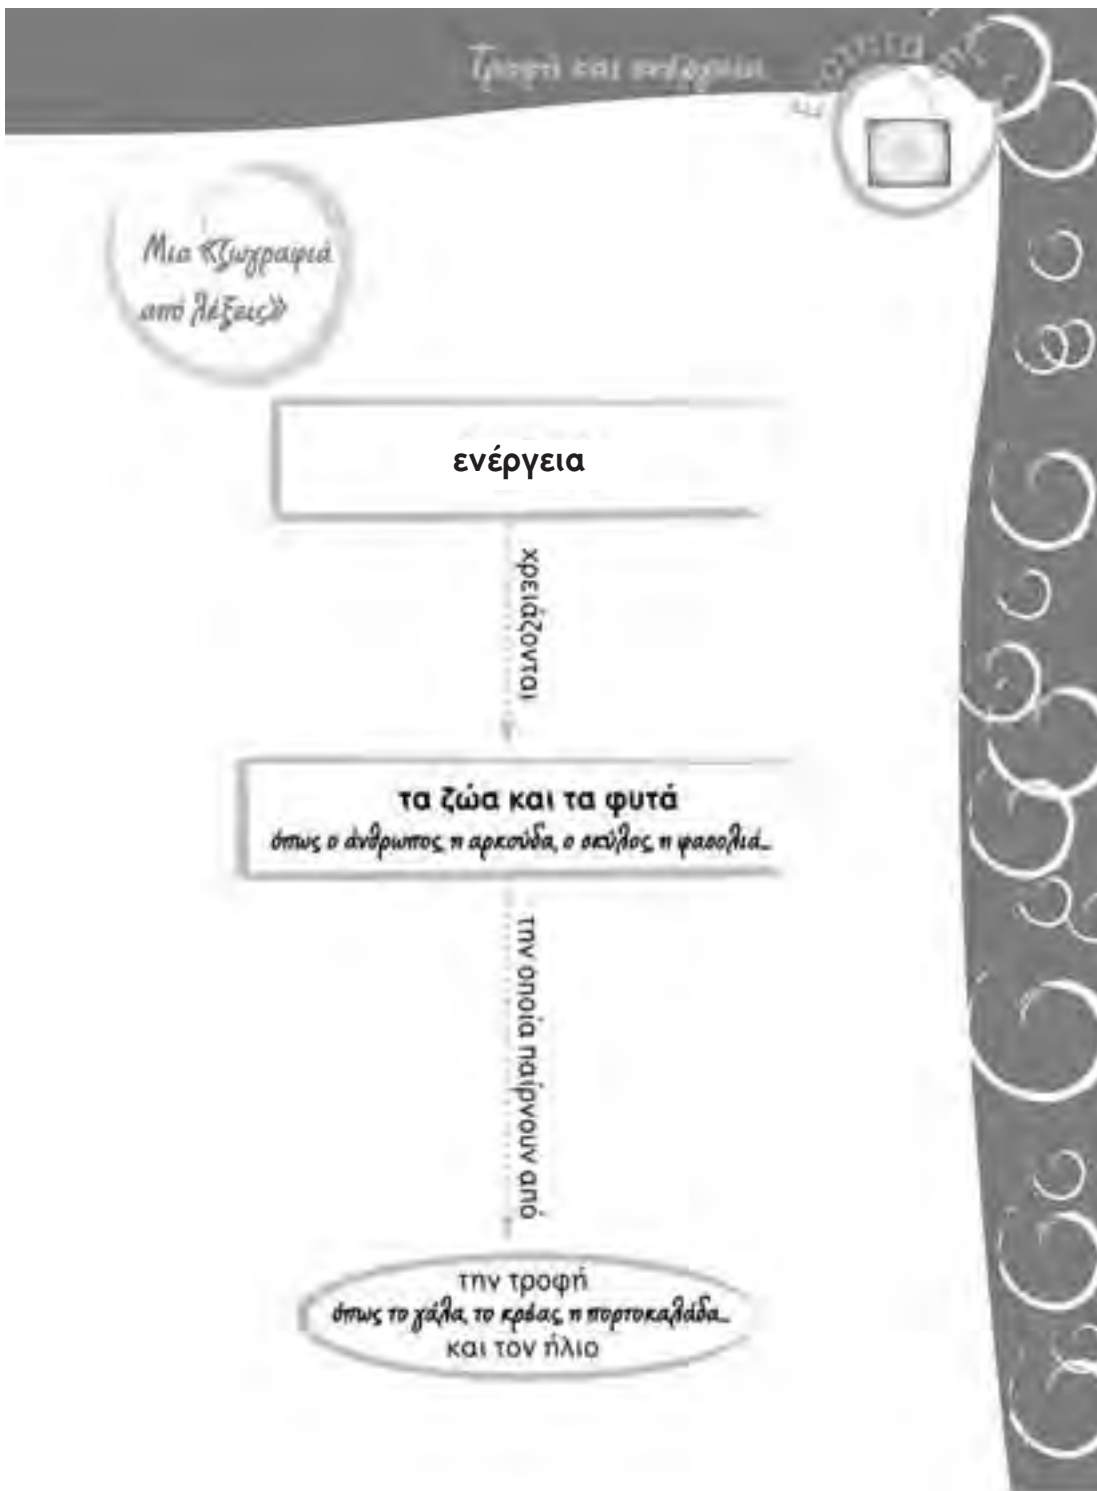 Τροφή και ενέργεια
Ενότητα
Μια «ζωγραφιά
από λέξεις»
ενέργεια
χρειάζονται
τα ζώα και τα φυτά
όπως ο άνθρωπος, η αρκούδα, ο σκύλος, η φασολιά...
την οποία παίρνουν από
την τροφή
όπως το γάλα, το κρέας, η πορτοκαλάδα...
και τον ήλιο